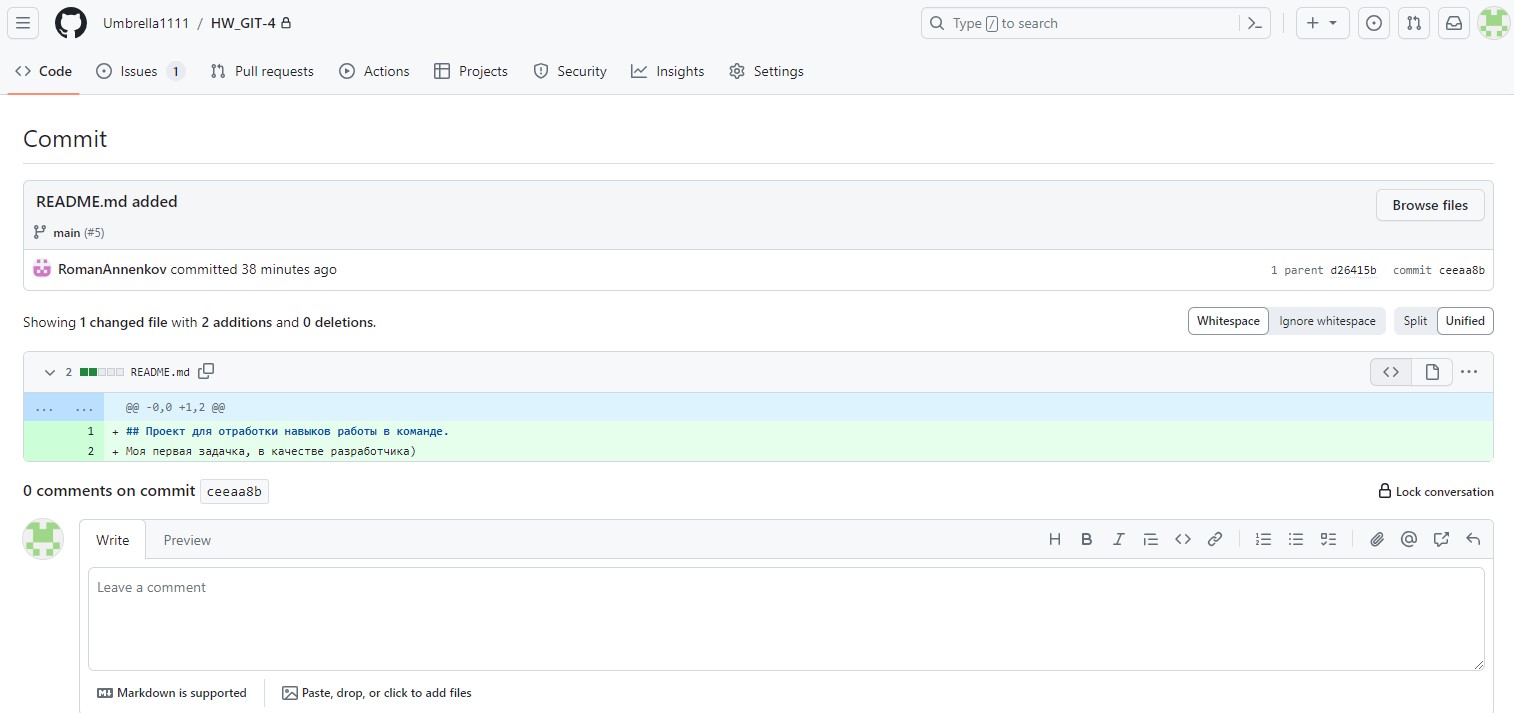 Umbrella1111 / HW_GIT-4
Type / to search
Code Issues 1 Pull requests Actions Projects Security Insights Settings
Commit
README.md added
Browse files
main (#5)
RomanAnnenkov committed 38 minutes ago
1 parent d26415b commit ceeaa8b
Showing 1 changed file with 2 additions and 0 deletions.
Whitespace Ignore whitespace Split Unified
2 README.md
... ... @@ -0,0 +1,2 @@
1 + ## Проект для отработки навыков работы в команде.
2 + Моя первая задачка, в качестве разработчика)
0 comments on commit ceeaa8b
Lock conversation
Write Preview
Leave a comment
Markdown is supported
Paste, drop, or click to add files